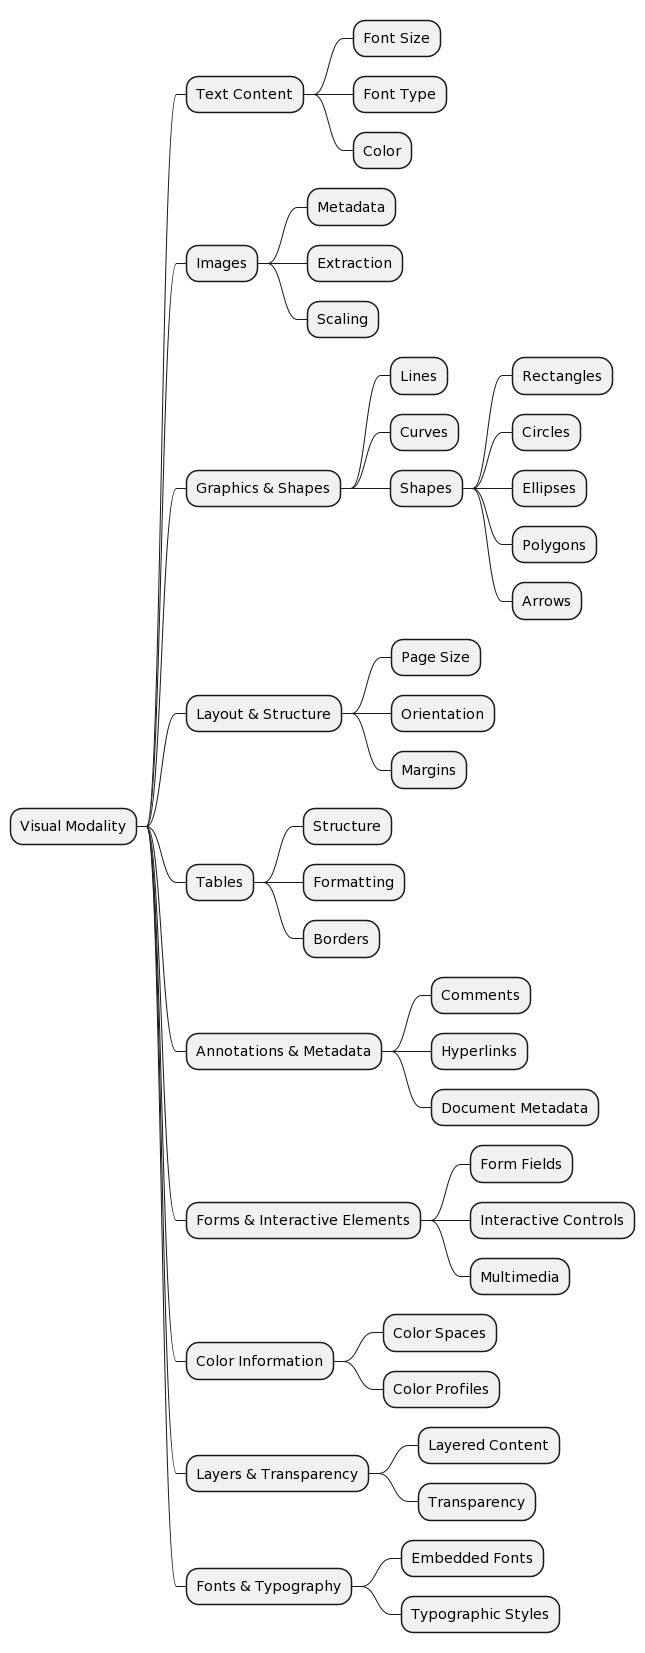 Visual Modality
Text Content
Font Size
Font Type
Color
Images
Metadata
Extraction
Scaling
Graphics & Shapes
Lines
Curves
Shapes
Rectangles
Circles
Ellipses
Polygons
Arrows
Layout & Structure
Page Size
Orientation
Margins
Tables
Structure
Formatting
Borders
Annotations & Metadata
Comments
Hyperlinks
Document Metadata
Forms & Interactive Elements
Form Fields
Interactive Controls
Multimedia
Color Information
Color Spaces
Color Profiles
Layers & Transparency
Layered Content
Transparency
Fonts & Typography
Embedded Fonts
Typographic Styles